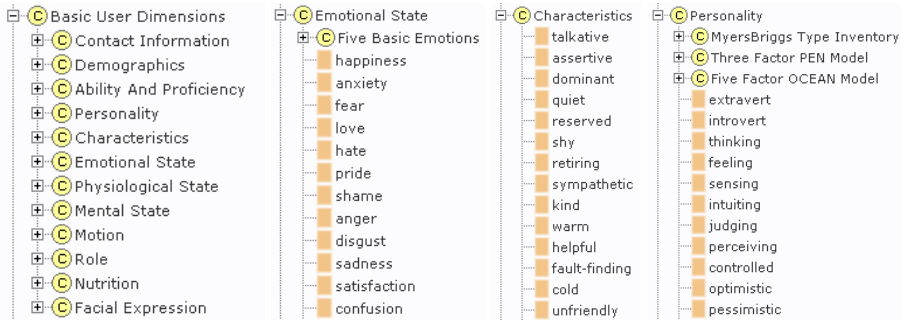 Basic User Dimensions
Contact Information
Demographics
Ability And Proficiency
Personality
Characteristics
Emotional State
Physiological State
Mental State
Motion
Role
Nutrition
Facial Expression
Emotional State
Five Basic Emotions
happiness
anxiety
fear
love
hate
pride
shame
anger
disgust
sadness
satisfaction
confusion
Characteristics
talkative
assertive
dominant
quiet
reserved
shy
retiring
sympathetic
kind
warm
helpful
fault-finding
cold
unfriendly
Personality
MyersBriggs Type Inventory
Three Factor PEN Model
Five Factor OCEAN Model
extravert
introvert
thinking
feeling
sensing
intuiting
judging
perceiving
controlled
optimistic
pessimistic